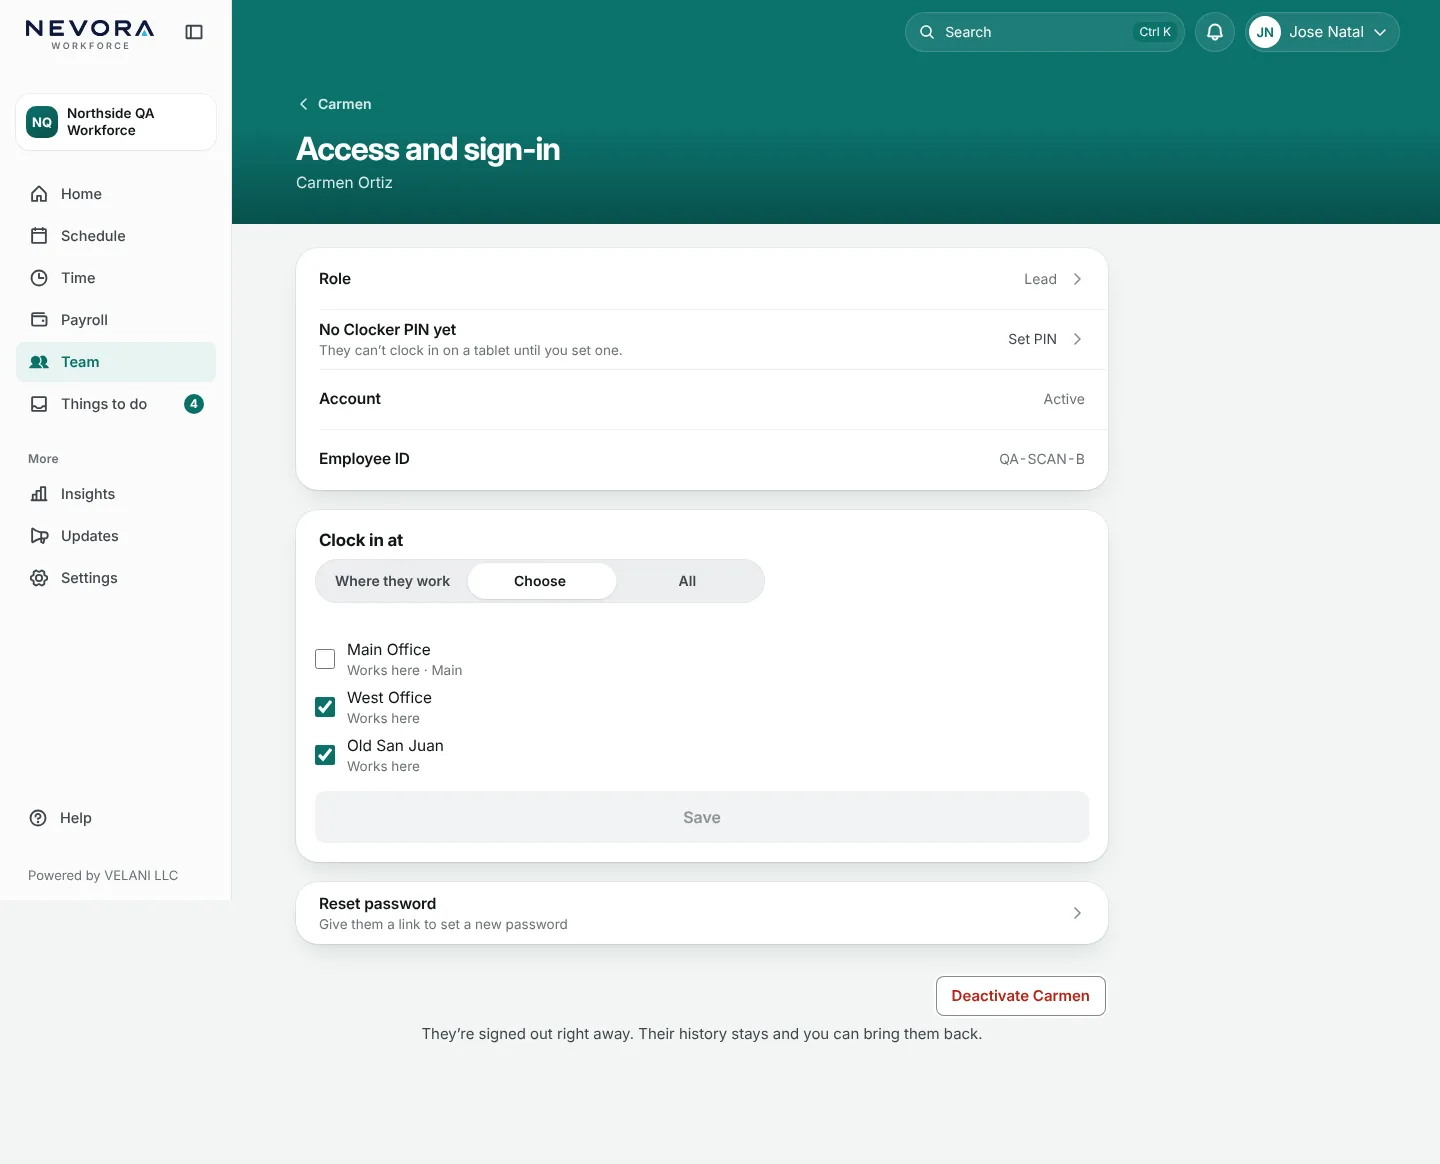 NEVORA
WORKFORCE
Search
Ctrl K
JN
Jose Natal
NQ
Northside QA
Workforce
Home
Schedule
Time
Payroll
Team
Things to do
4
More
Insights
Updates
Settings
Help
Powered by VELANI LLC
Carmen
Access and sign-in
Carmen Ortiz
Role
Lead
No Clocker PIN yet
They can’t clock in on a tablet until you set one.
Set PIN
Account
Active
Employee ID
QA-SCAN-B
Clock in at
Where they work
Choose
All
Main Office
Works here · Main
West Office
Works here
Old San Juan
Works here
Save
Reset password
Give them a link to set a new password
Deactivate Carmen
They’re signed out right away. Their history stays and you can bring them back.